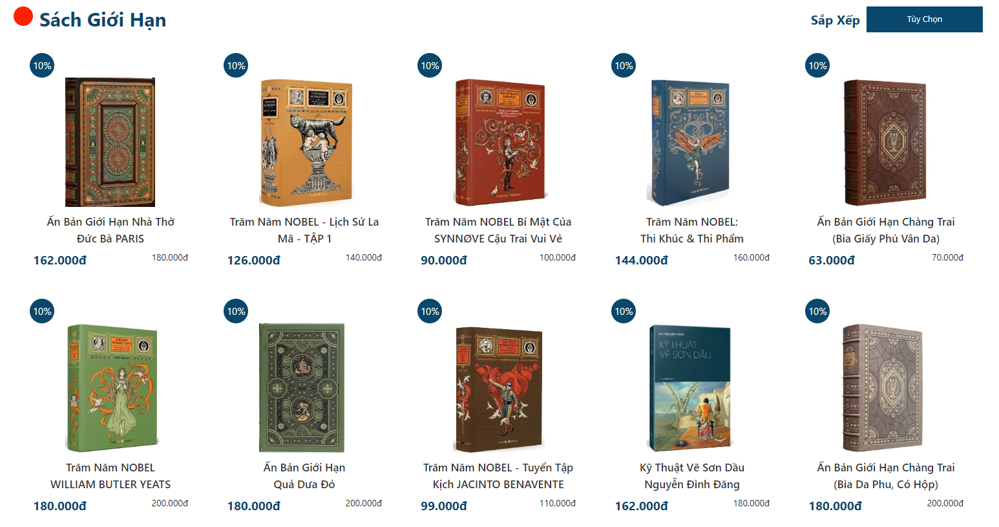 Sách Giới Hạn
Sắp Xếp
Tùy Chọn
10%
10%
10%
10%
10%
THEODOR
MOMMSEN
Ấn Bản Giới Hạn Nhà Thờ
Đức Bà PARIS
162.000đ 180.000đ
Trăm Năm NOBEL - Lịch Sử La
Mã - TẬP 1
126.000đ 140.000đ
Trăm Năm NOBEL Bí Mật Của
SYNNØVE Cậu Trai Vui Vẻ
90.000đ 100.000đ
Trăm Năm NOBEL:
Thi Khúc & Thi Phẩm
144.000đ 160.000đ
Ấn Bản Giới Hạn Chàng Trai
(Bìa Giấy Phủ Vân Da)
63.000đ 70.000đ
10%
10%
10%
10%
10%
WILLIAM
BUTLER YEATS
JACINTO
BENAVENTE
KỸ THUẬT
VẼ SƠN DẦU
Trăm Năm NOBEL
WILLIAM BUTLER YEATS
180.000đ 200.000đ
Ấn Bản Giới Hạn
Quả Dưa Đỏ
180.000đ 200.000đ
Trăm Năm NOBEL - Tuyển Tập
Kịch JACINTO BENAVENTE
99.000đ 110.000đ
Kỹ Thuật Vẽ Sơn Dầu
Nguyễn Đình Đăng
162.000đ 180.000đ
Ấn Bản Giới Hạn Chàng Trai
(Bìa Da Phu, Có Hộp)
180.000đ 200.000đ